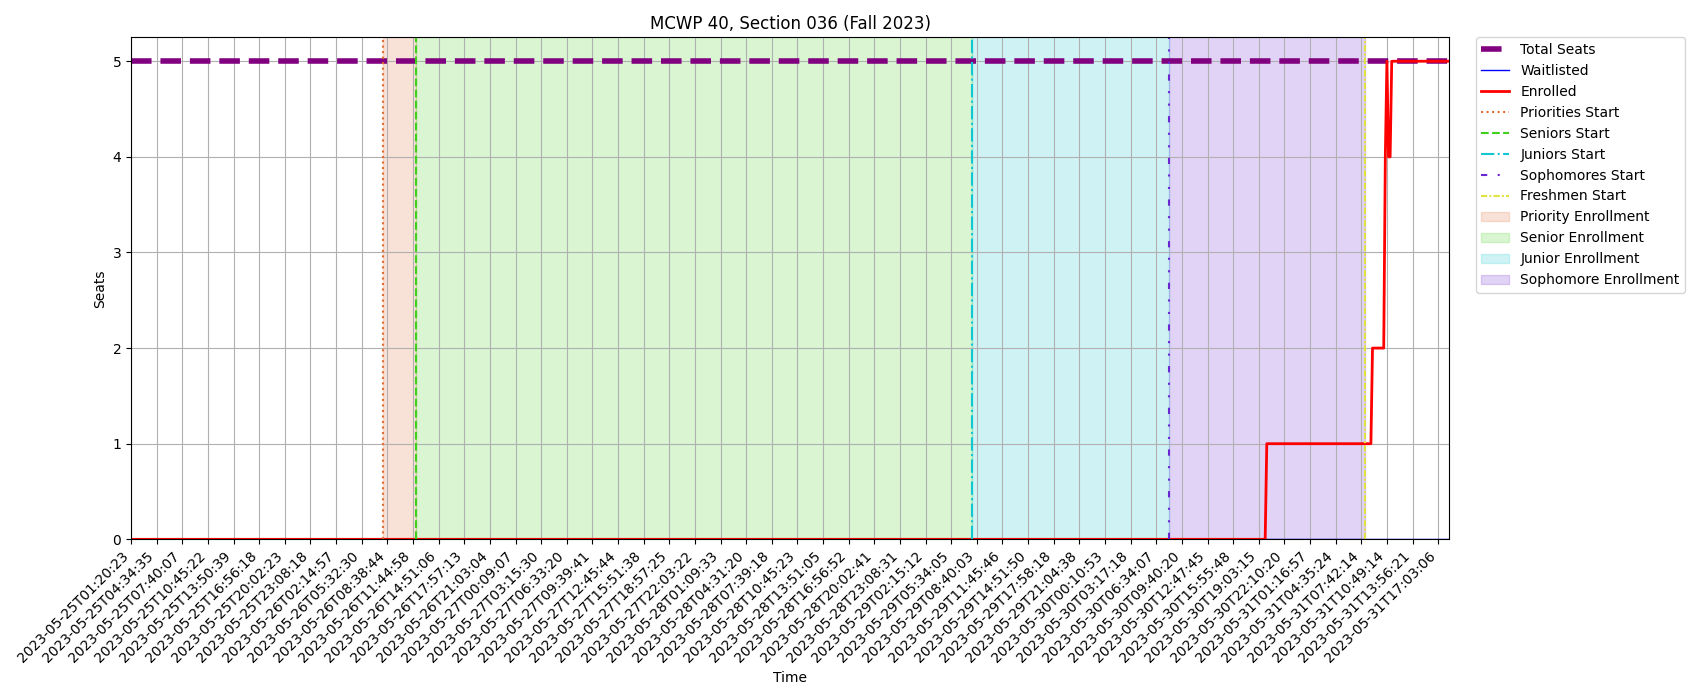 MCWP 40, Section 036 (Fall 2023)
Seats
5
4
3
2
1
0
2023-05-25T01:20:23
2023-05-25T04:34:35
2023-05-25T07:40:07
2023-05-25T10:45:22
2023-05-25T13:50:39
2023-05-25T16:56:18
2023-05-25T20:02:23
2023-05-25T23:08:18
2023-05-26T02:14:57
2023-05-26T05:32:30
2023-05-26T08:38:44
2023-05-26T11:44:58
2023-05-26T14:51:06
2023-05-26T17:57:13
2023-05-26T21:03:04
2023-05-27T00:09:07
2023-05-27T03:15:30
2023-05-27T06:33:20
2023-05-27T09:39:41
2023-05-27T12:45:44
2023-05-27T15:51:38
2023-05-27T18:57:25
2023-05-27T22:03:22
2023-05-28T01:09:33
2023-05-28T04:31:20
2023-05-28T07:39:18
2023-05-28T10:45:23
2023-05-28T13:51:05
2023-05-28T16:56:52
2023-05-28T20:02:41
2023-05-28T23:08:31
2023-05-29T02:15:12
2023-05-29T05:34:05
2023-05-29T08:40:03
2023-05-29T11:45:46
2023-05-29T14:51:50
2023-05-29T17:58:18
2023-05-29T21:04:38
2023-05-30T00:10:53
2023-05-30T03:17:18
2023-05-30T06:34:07
2023-05-30T09:40:20
2023-05-30T12:47:45
2023-05-30T15:55:48
2023-05-30T19:03:15
2023-05-30T22:10:20
2023-05-31T01:16:57
2023-05-31T04:35:24
2023-05-31T07:42:14
2023-05-31T10:49:14
2023-05-31T13:56:21
2023-05-31T17:03:06
Time
Total Seats
Waitlisted
Enrolled
Priorities Start
Seniors Start
Juniors Start
Sophomores Start
Freshmen Start
Priority Enrollment
Senior Enrollment
Junior Enrollment
Sophomore Enrollment